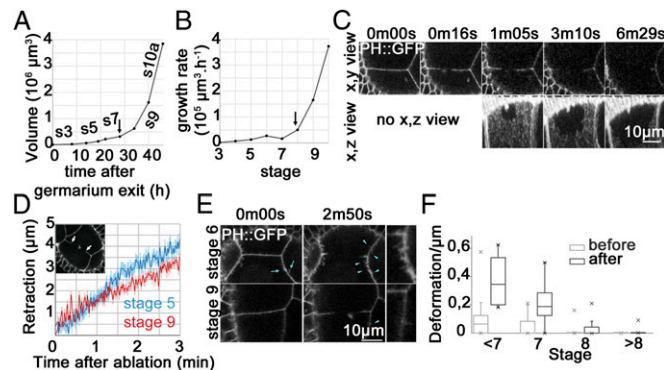 A
Volume (10⁶ µm³)
4
3
2
1
0
s3
s5
s7
s9
s10a
0 10 20 30 40
time after
germarium exit (h)
B
growth rate
(10⁵ µm³.h⁻¹)
4
3
2
1
0
3 5 7 9
stage
C
0m00s 0m16s 1m05s 3m10s 6m29s
x,y view
PH::GFP
x,z view
no x,z view
10µm
D
Retraction (µm)
5
4
3
2
1
0
stage 5
stage 9
0 1 2 3
Time after ablation (min)
E
0m00s 2m50s
stage 6
PH::GFP
stage 9
10µm
F
Deformation/µm
0,6
0,4
0,2
0
before
after
<7 7 8 >8
Stage